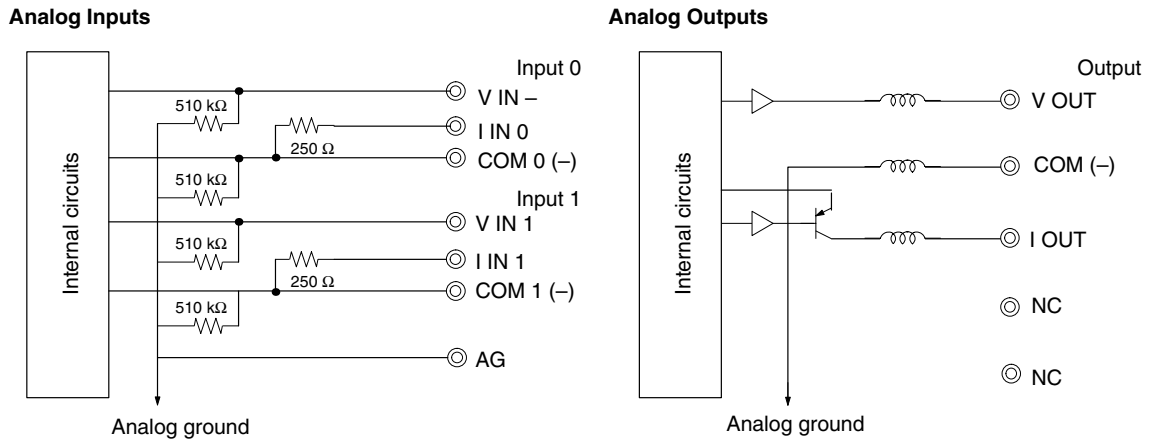 Analog Inputs
Internal circuits
Input 0
510 kΩ
V IN –
I IN 0
250 Ω
COM 0 (–)
510 kΩ
Input 1
V IN 1
510 kΩ
I IN 1
250 Ω
COM 1 (–)
510 kΩ
AG
Analog ground
Analog Outputs
Internal circuits
Output
V OUT
COM (–)
I OUT
NC
NC
Analog ground